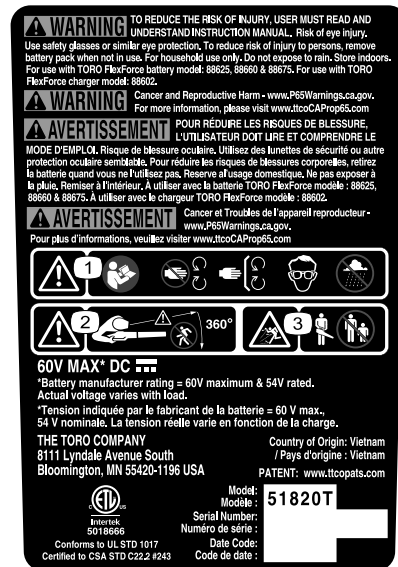 WARNING TO REDUCE THE RISK OF INJURY, USER MUST READ AND
UNDERSTAND INSTRUCTION MANUAL. Risk of eye injury.
Use safety glasses or similar eye protection. To reduce risk of injury to persons, remove
battery pack when not in use. For household use only. Do not expose to rain. Store indoors.
For use with TORO FlexForce battery model: 88625, 88660 & 88675. For use with TORO
FlexForce charger model: 88602.
WARNING Cancer and Reproductive Harm - www.P65Warnings.ca.gov.
For more information, please visit www.ttcoCAProp65.com
AVERTISSEMENT POUR RÉDUIRE LES RISQUES DE BLESSURE,
L'UTILISATEUR DOIT LIRE ET COMPRENDRE LE
MODE D'EMPLOI. Risque de blessure oculaire. Utilisez des lunettes de sécurité ou autre
protection oculaire semblable. Pour réduire les risques de blessures corporelles, retirez
la batterie quand vous ne l'utilisez pas. Reserve al'usage domestique. Ne pas exposer à
la pluie. Remiser à l'intérieur. À utiliser avec la batterie TORO FlexForce modèle : 88625,
88660 & 88675. À utiliser avec le chargeur TORO FlexForce modèle : 88602.
AVERTISSEMENT Cancer et Troubles de l'appareil reproducteur -
www.P65Warnings.ca.gov.
Pour plus d'informations, veuillez visiter www.ttcoCAProp65.com
1
2 360° 3
60V MAX* DC
*Battery manufacturer rating = 60V maximum & 54V rated.
Actual voltage varies with load.
*Tension indiquée par le fabricant de la batterie = 60 V max.,
54 V nominale. La tension réelle varie en fonction de la charge.
THE TORO COMPANY
8111 Lyndale Avenue South
Bloomington, MN 55420-1196 USA
Country of Origin: Vietnam
/ Pays d'origine : Vietnam
PATENT: www.ttcopats.com
C ETL US
Intertek
5018666
Conforms to UL STD 1017
Certified to CSA STD C22.2 #243
Model: 51820T
Modèle :
Serial Number:
Numéro de série :
Date Code:
Code de date :